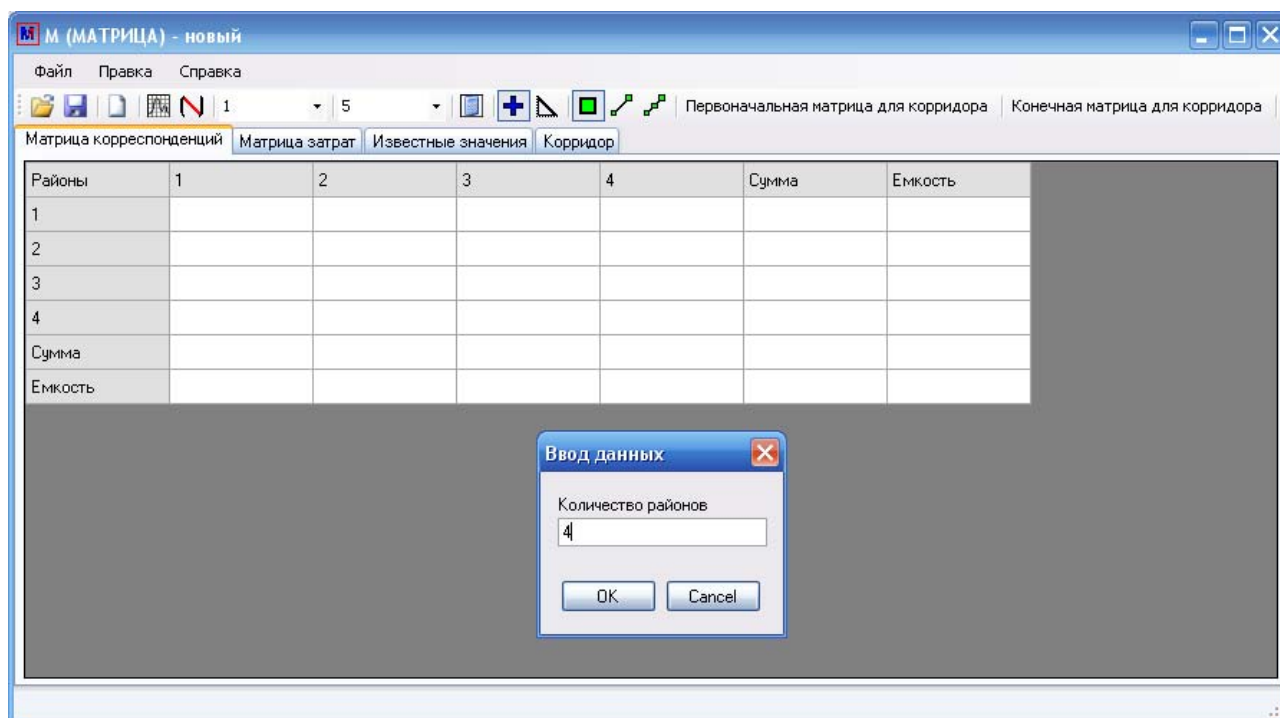 М (МАТРИЦА) - новый
Файл Правка Справка
1 5 Первоначальная матрица для корридора Конечная матрица для корридора
Матрица корреспонденций Матрица затрат Известные значения Корридор
Районы 1 2 3 4 Сумма Емкость
1
2
3
4
Сумма
Емкость
Ввод данных
Количество районов
4
OK Cancel